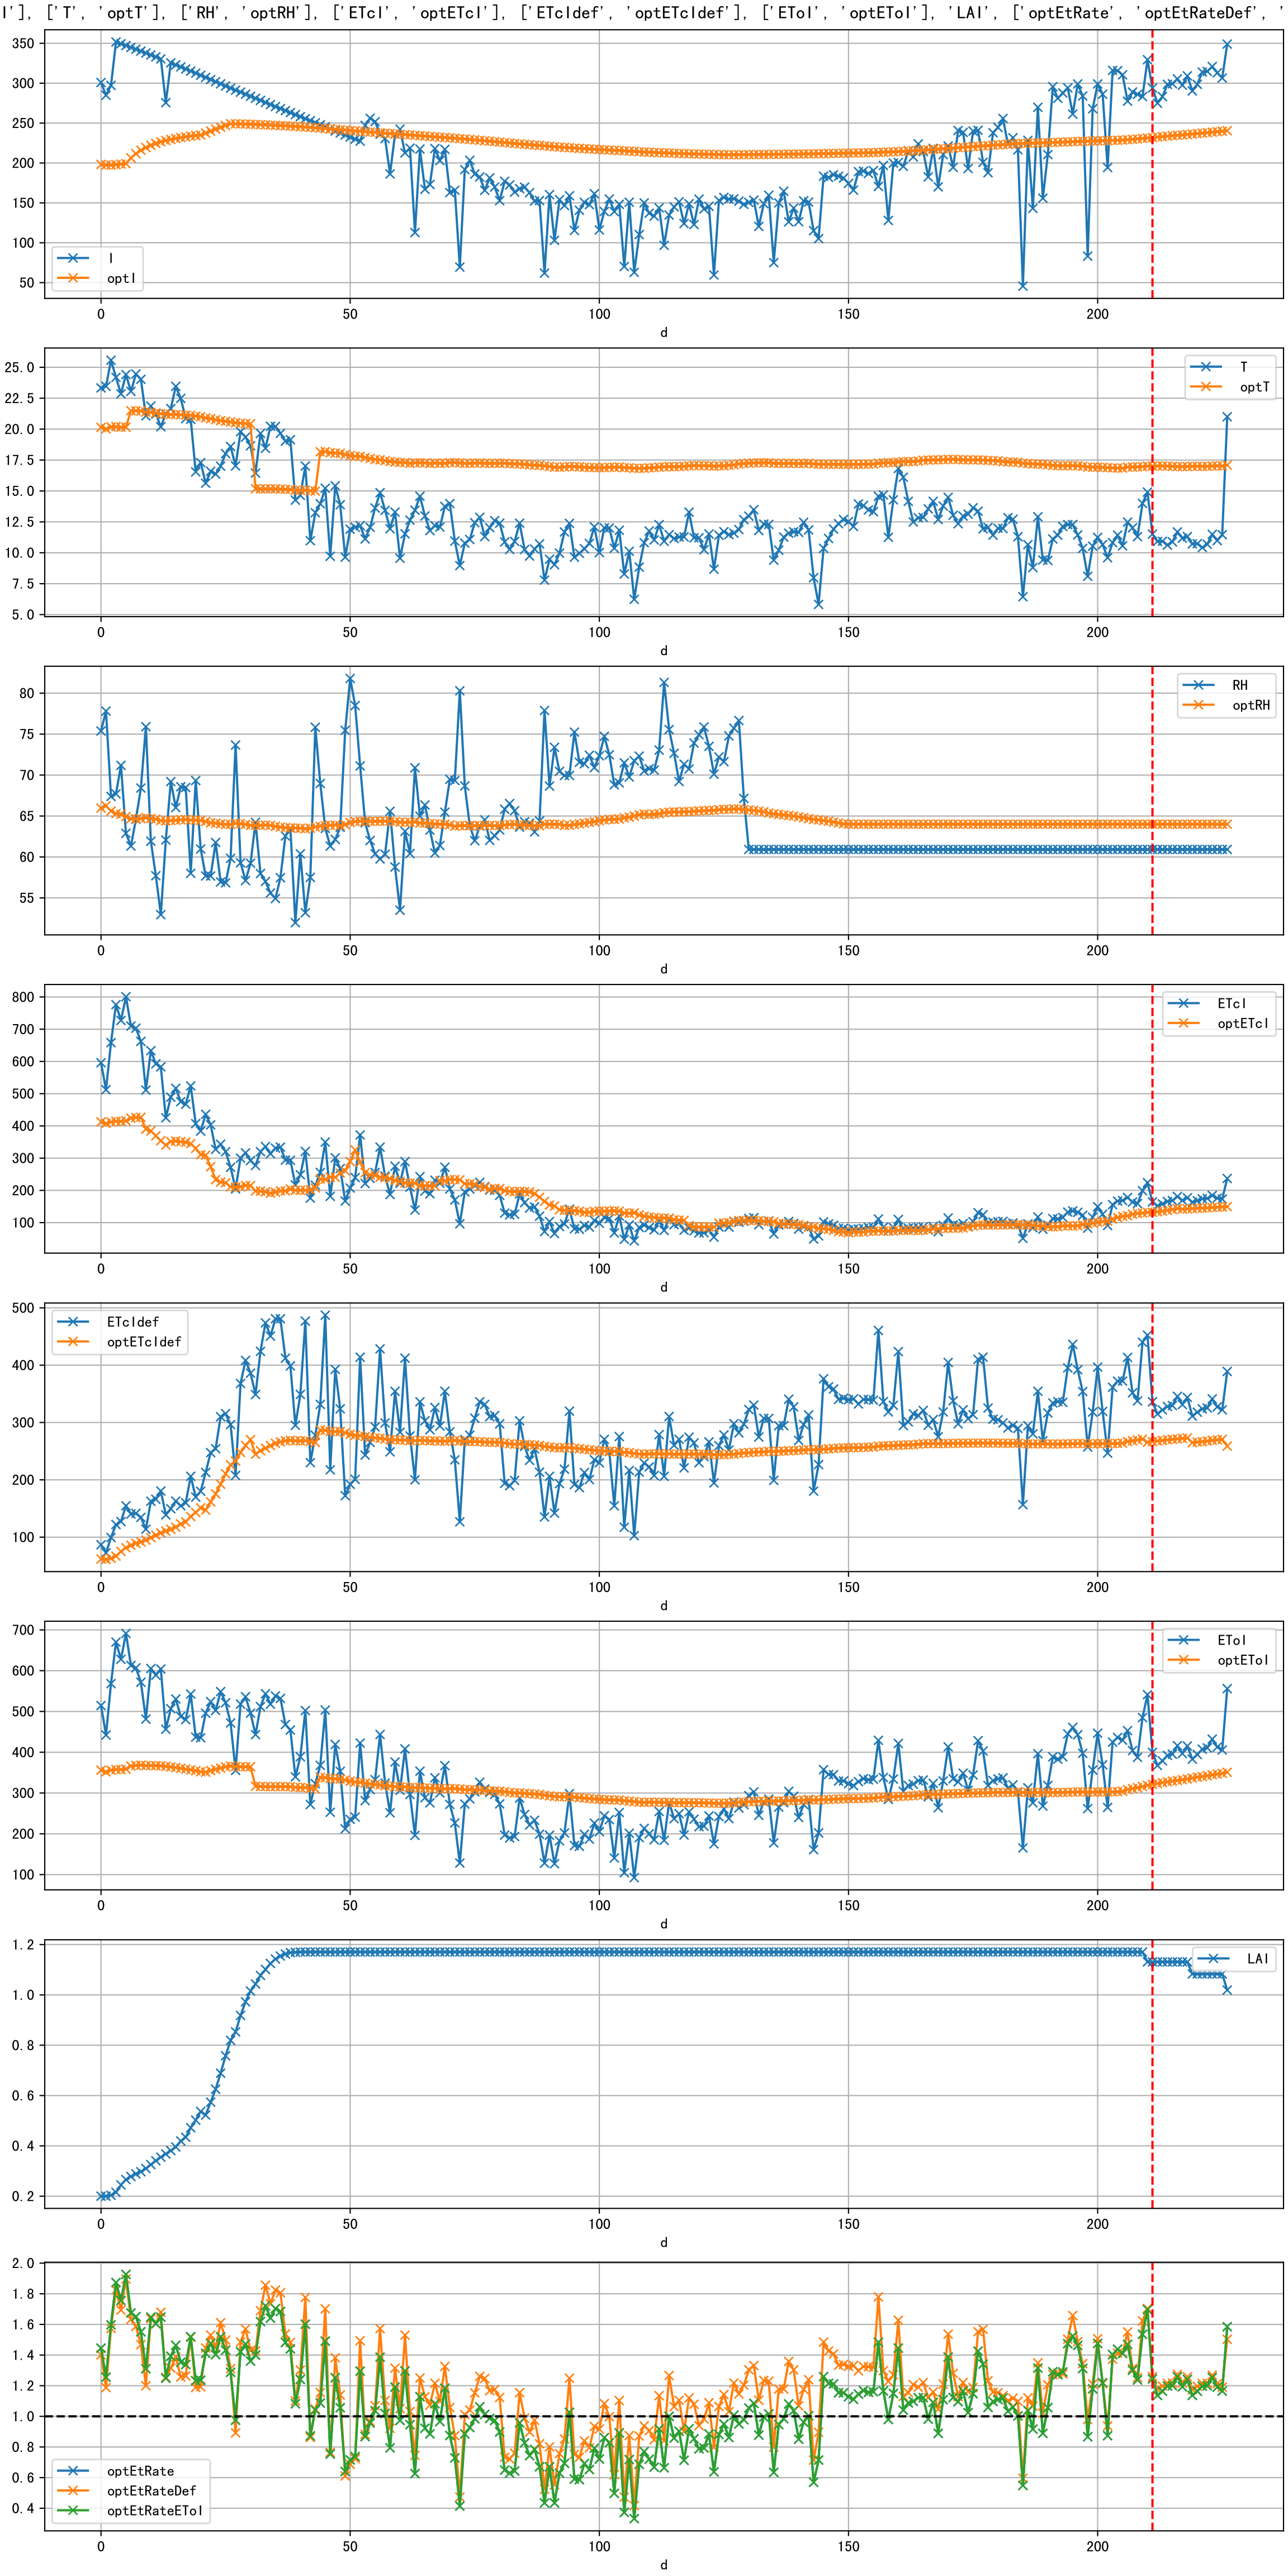 I'], ['T', 'optT'], ['RH', 'optRH'], ['ETcI', 'optETcI'], ['ETcIdef', 'optETcIdef'], ['EToI', 'optEToI'], 'LAI', ['optEtRate', 'optEtRateDef', '
350
300
250
200
150
100
50
I
optI
0 50 100 150 200
d
25.0
22.5
20.0
17.5
15.0
12.5
10.0
7.5
5.0
T
optT
0 50 100 150 200
d
80
75
70
65
60
55
RH
optRH
0 50 100 150 200
d
800
700
600
500
400
300
200
100
ETcI
optETcI
0 50 100 150 200
d
500
400
300
200
100
ETcIdef
optETcIdef
0 50 100 150 200
d
700
600
500
400
300
200
100
EToI
optEToI
0 50 100 150 200
d
1.2
1.0
0.8
0.6
0.4
0.2
LAI
0 50 100 150 200
d
2.0
1.8
1.6
1.4
1.2
1.0
0.8
0.6
0.4
optEtRate
optEtRateDef
optEtRateEToI
0 50 100 150 200
d